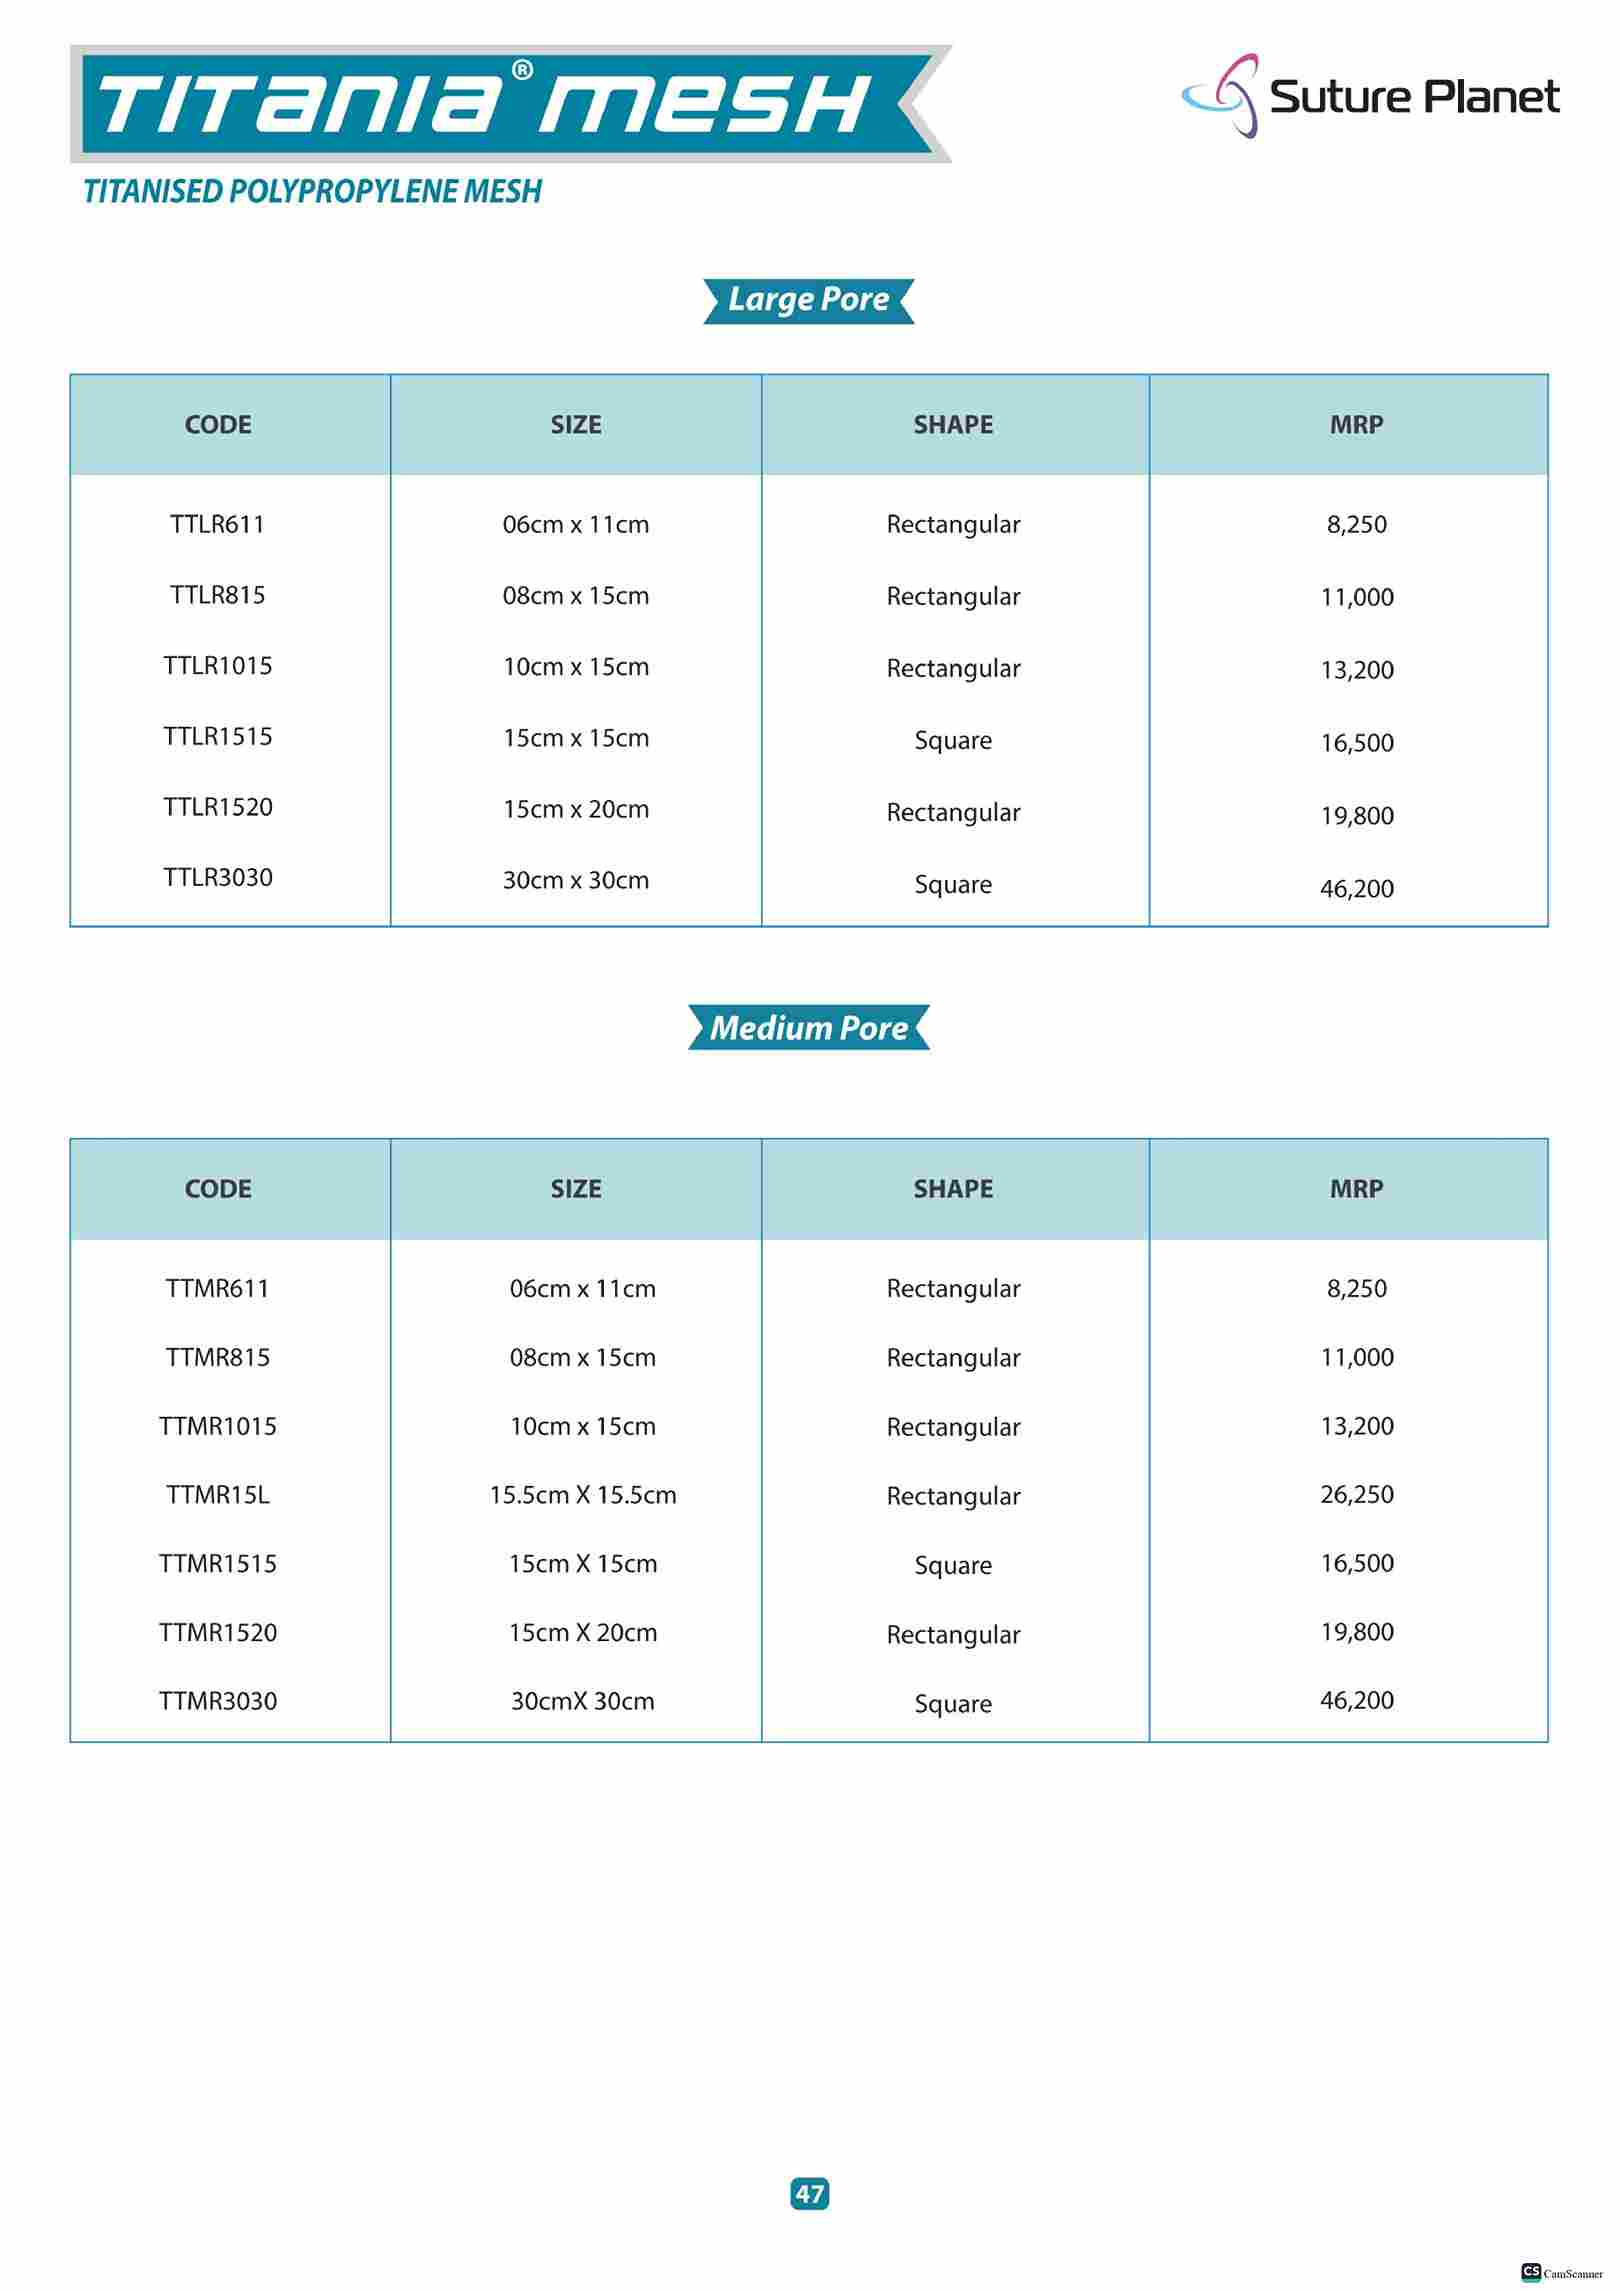 TITANIA® MESH
Suture Planet
TITANISED POLYPROPYLENE MESH
Large Pore
CODE SIZE SHAPE MRP
TTLR611 06cm x 11cm Rectangular 8,250
TTLR815 08cm x 15cm Rectangular 11,000
TTLR1015 10cm x 15cm Rectangular 13,200
TTLR1515 15cm x 15cm Square 16,500
TTLR1520 15cm x 20cm Rectangular 19,800
TTLR3030 30cm x 30cm Square 46,200
Medium Pore
CODE SIZE SHAPE MRP
TTMR611 06cm x 11cm Rectangular 8,250
TTMR815 08cm x 15cm Rectangular 11,000
TTMR1015 10cm x 15cm Rectangular 13,200
TTMR15L 15.5cm X 15.5cm Rectangular 26,250
TTMR1515 15cm X 15cm Square 16,500
TTMR1520 15cm X 20cm Rectangular 19,800
TTMR3030 30cmX 30cm Square 46,200
47
CS CamScanner